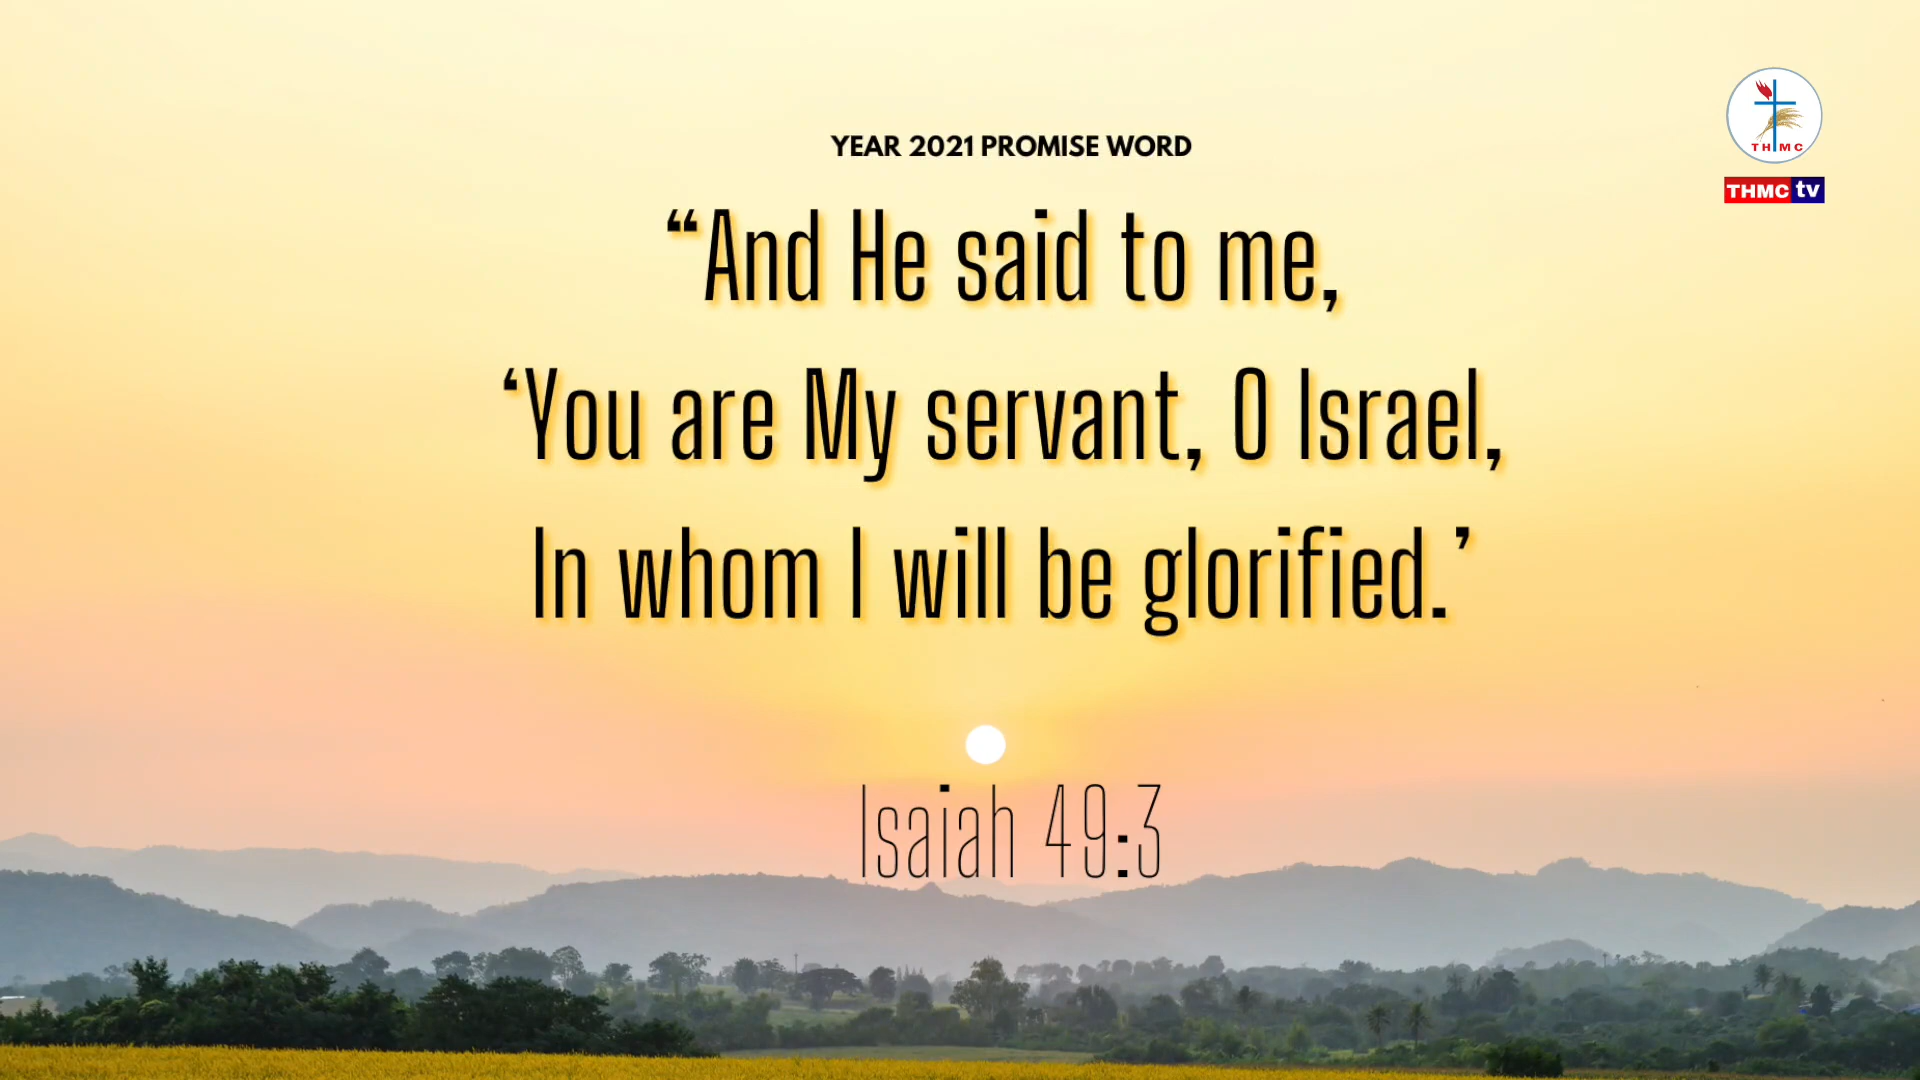 YEAR 2021 PROMISE WORD
“And He said to me,
‘You are My servant, O Israel,
In whom I will be glorified.’
Isaiah 49:3
THMC
THMC tv